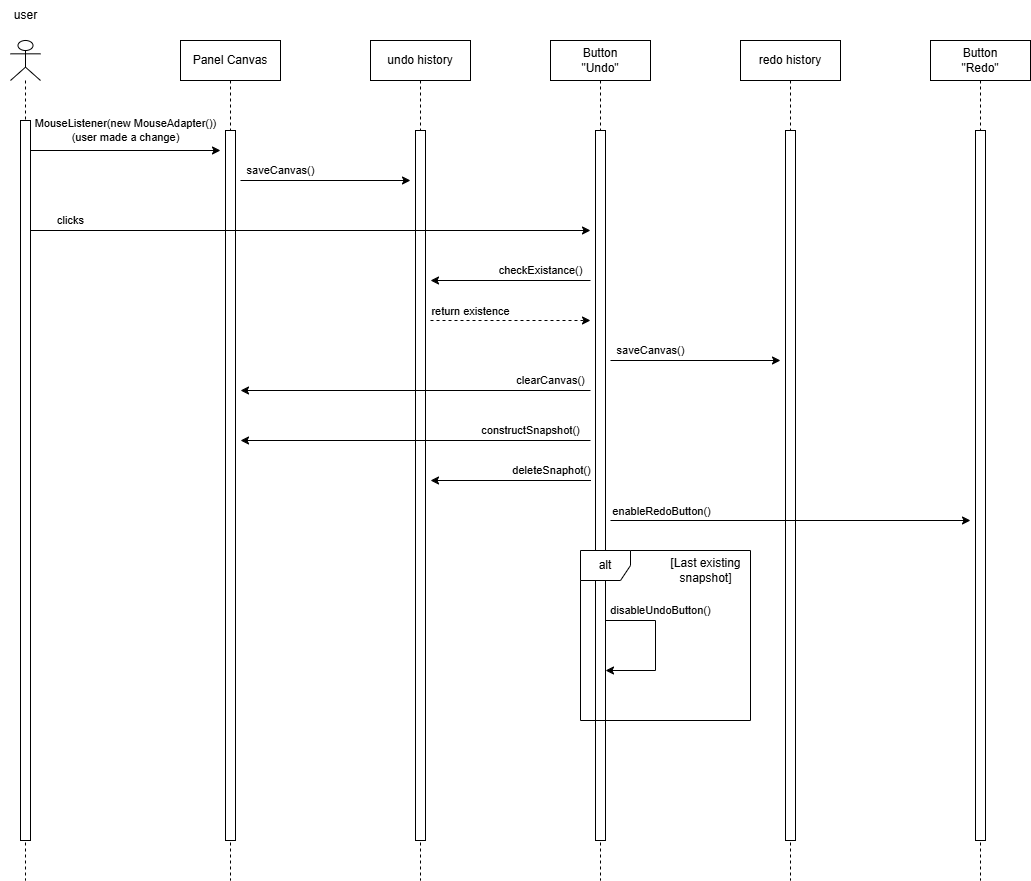 user
Panel Canvas
undo history
Button
"Undo"
redo history
Button
"Redo"
MouseListener(new MouseAdapter())
(user made a change)
saveCanvas()
clicks
checkExistance()
return existence
saveCanvas()
clearCanvas()
constructSnapshot()
deleteSnaphot()
enableRedoButton()
alt
[Last existing
snapshot]
disableUndoButton()